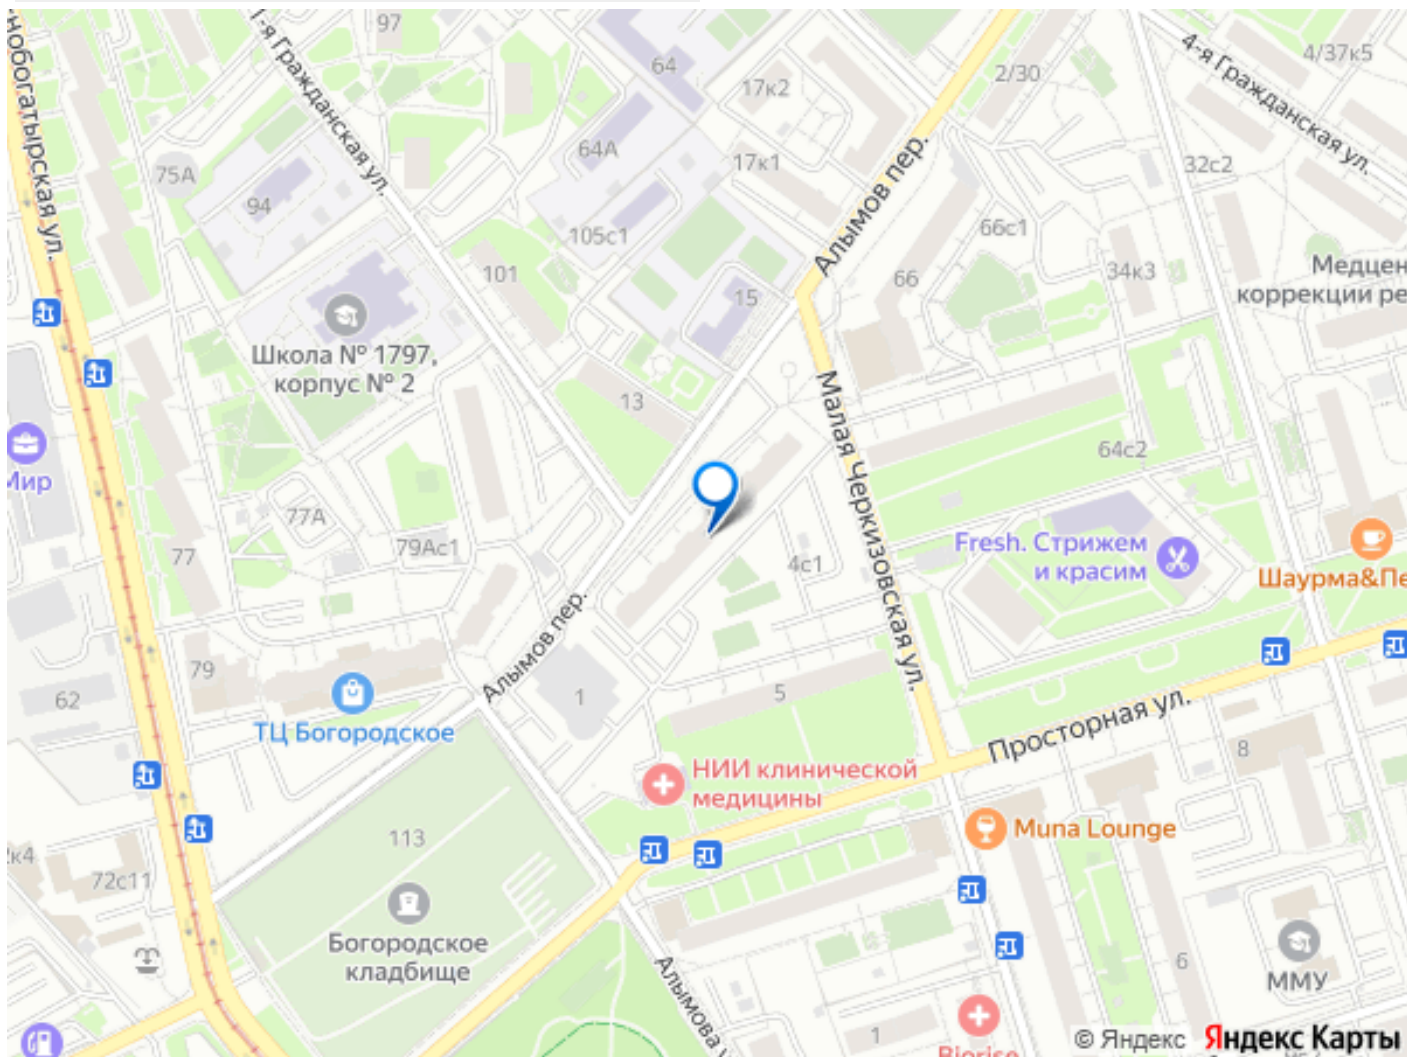 97
64
17к2
2/30
4/37к5
1-я Гражданская ул.
4-я Гражданская ул.
нобогатырская ул.
75А
64А
17к1
32с2
Алымов пер.
94
105с1
66с1
101
15
66
34к3
Медцен
коррекции ре
Школа № 1797,
корпус № 2
13
Малая Черкизовская ул.
64с2
Мир
77А
77
79Ас1
4с1
Fresh. Стрижем
и красим
Шаурма&Пе
Алымов пер.
79
62
1
5
ТЦ Богородское
Просторная ул.
8
НИИ клинической
медицины
Muna Lounge
113
2к4
72с11
Богородское
кладбище
Алымова
6
ММУ
1
Biorise
© Яндекс Яндекс Карты